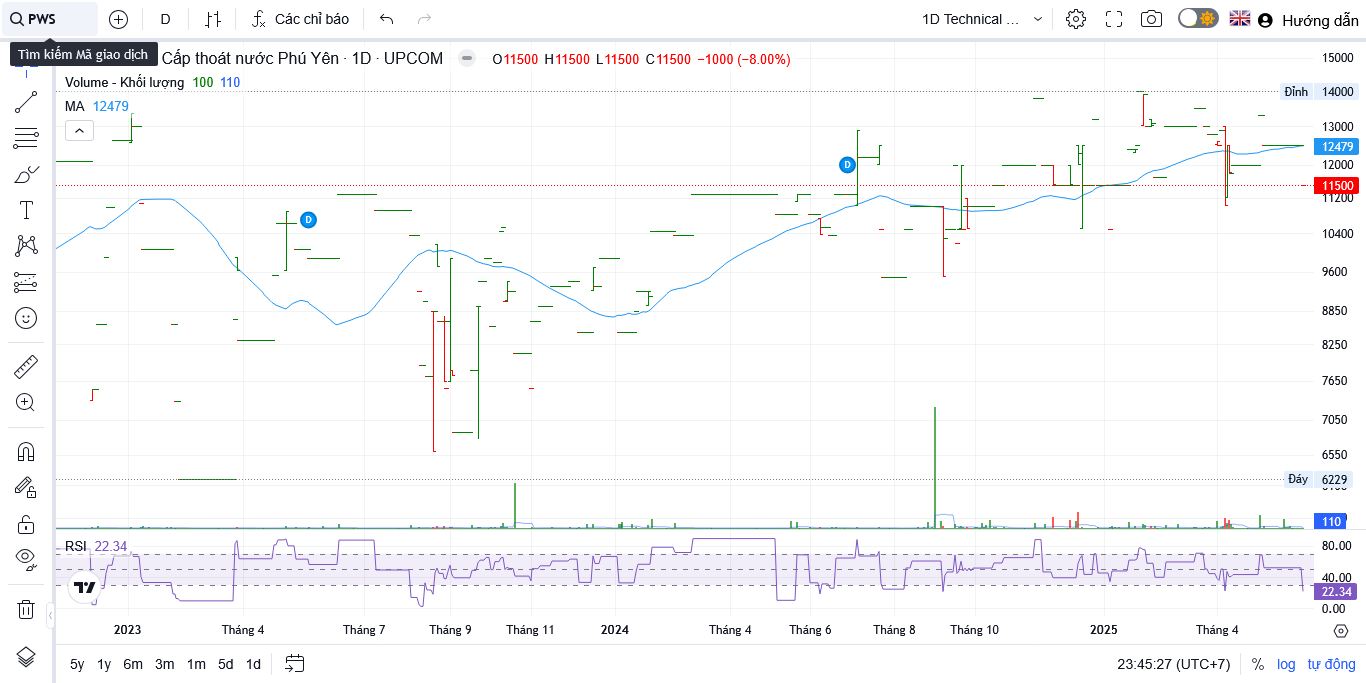 PWS
D
Các chỉ báo
1D Technical ...
Hướng dẫn
Tìm kiếm Mã giao dịch
Cấp thoát nước Phú Yên · 1D · UPCOM
O11500 H11500 L11500 C11500 −1000 (−8.00%)
Volume - Khối lượng 100 110
MA 12479
15000
Đỉnh 14000
13000
12479
12000
11500
11200
10400
9600
8850
8250
7650
7050
6550
Đáy 6229
110
D
D
RSI 22.34
80.00
40.00
22.34
0.00
2023
Tháng 4
Tháng 7
Tháng 9
Tháng 11
2024
Tháng 4
Tháng 6
Tháng 8
Tháng 10
2025
Tháng 4
5y 1y 6m 3m 1m 5d 1d
23:45:27 (UTC+7)
% log tự động